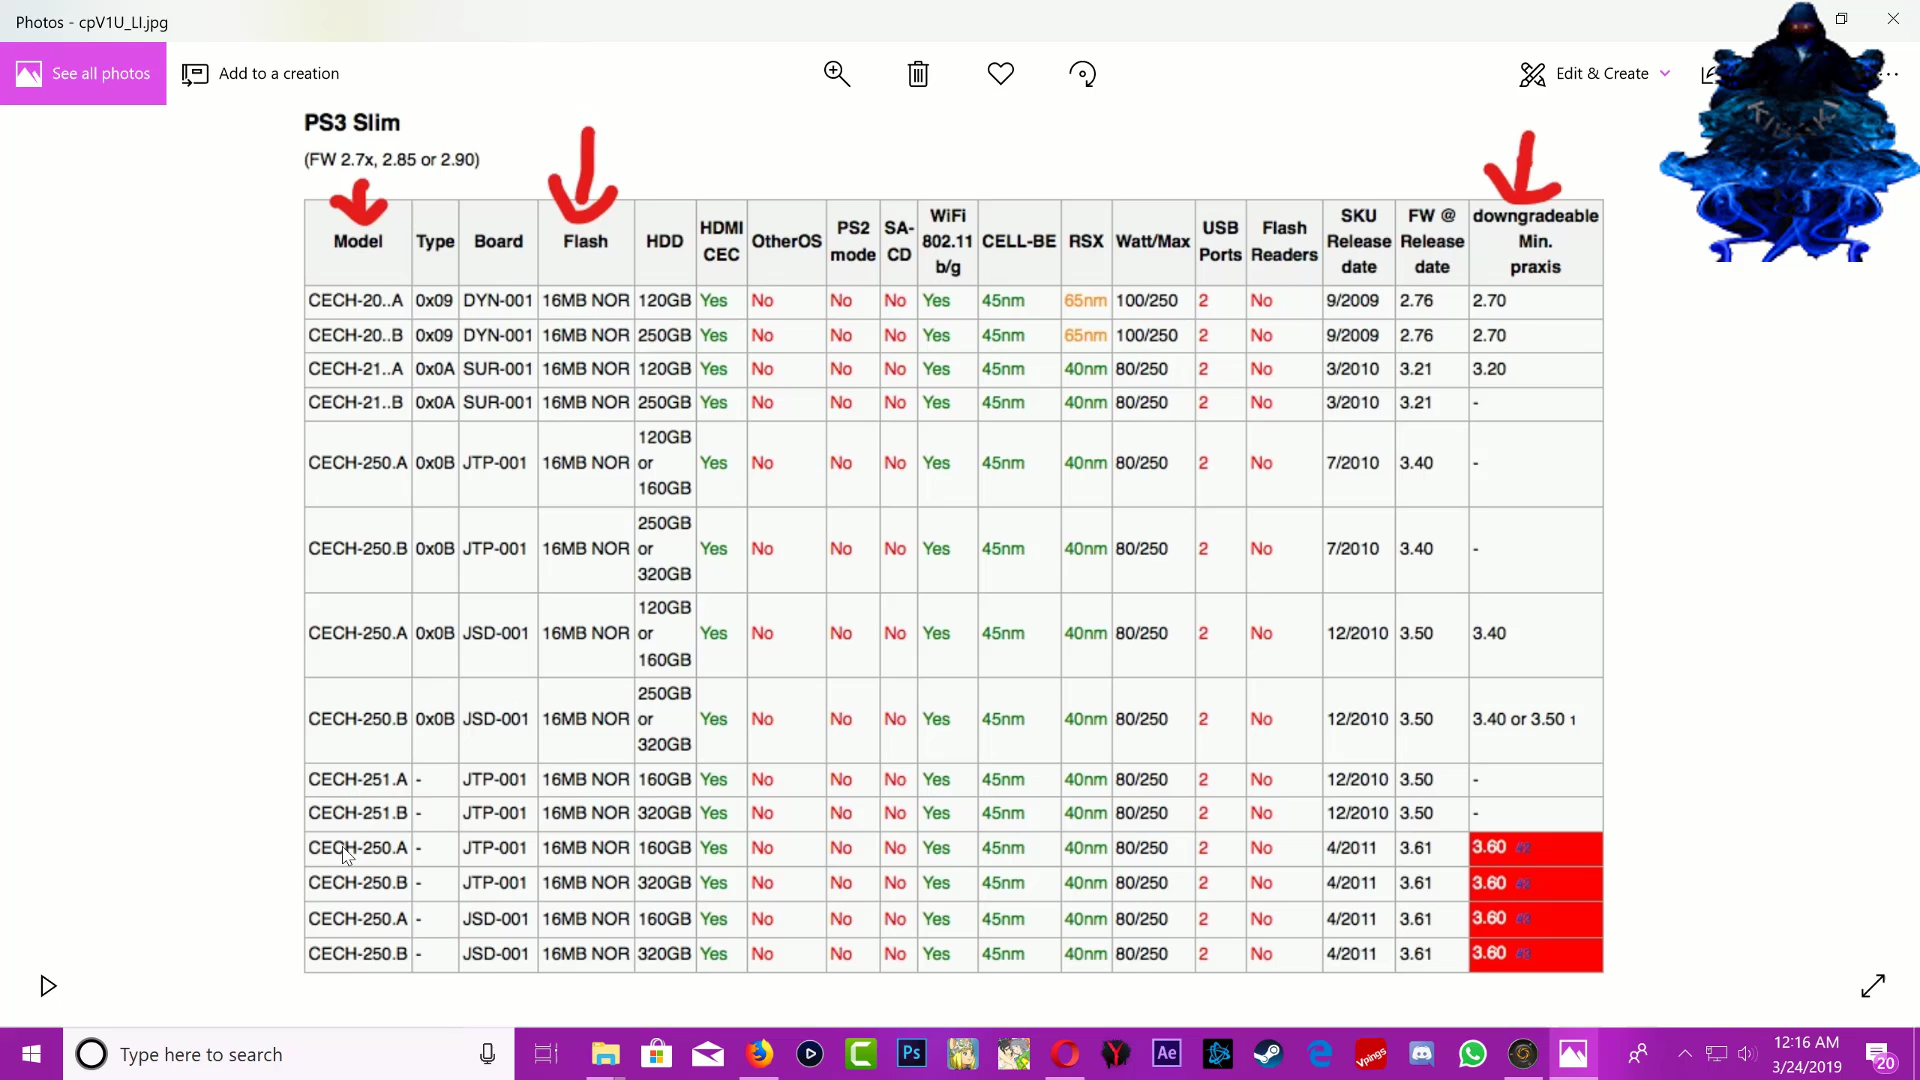 Photos - cpV1U_LI.jpg
See all photos
Add to a creation
Edit & Create
PS3 Slim
(FW 2.7x, 2.85 or 2.90)
Model Type Board Flash HDD HDMI CEC OtherOS PS2 mode SA-CD WiFi 802.11 b/g CELL-BE RSX Watt/Max USB Ports Flash Readers SKU Release date FW @ Release date downgradeable Min. praxis
CECH-20..A 0x09 DYN-001 16MB NOR 120GB Yes No No No Yes 45nm 65nm 100/250 2 No 9/2009 2.76 2.70
CECH-20..B 0x09 DYN-001 16MB NOR 250GB Yes No No No Yes 45nm 65nm 100/250 2 No 9/2009 2.76 2.70
CECH-21..A 0x0A SUR-001 16MB NOR 120GB Yes No No No Yes 45nm 40nm 80/250 2 No 3/2010 3.21 3.20
CECH-21..B 0x0A SUR-001 16MB NOR 250GB Yes No No No Yes 45nm 40nm 80/250 2 No 3/2010 3.21 -
CECH-250.A 0x0B JTP-001 16MB NOR 120GB or 160GB Yes No No No Yes 45nm 40nm 80/250 2 No 7/2010 3.40 -
CECH-250.B 0x0B JTP-001 16MB NOR 250GB or 320GB Yes No No No Yes 45nm 40nm 80/250 2 No 7/2010 3.40 -
CECH-250.A 0x0B JSD-001 16MB NOR 120GB or 160GB Yes No No No Yes 45nm 40nm 80/250 2 No 12/2010 3.50 3.40
CECH-250.B 0x0B JSD-001 16MB NOR 250GB or 320GB Yes No No No Yes 45nm 40nm 80/250 2 No 12/2010 3.50 3.40 or 3.50 1
CECH-251.A - JTP-001 16MB NOR 160GB Yes No No No Yes 45nm 40nm 80/250 2 No 12/2010 3.50 -
CECH-251.B - JTP-001 16MB NOR 320GB Yes No No No Yes 45nm 40nm 80/250 2 No 12/2010 3.50 -
CECH-250.A - JTP-001 16MB NOR 160GB Yes No No No Yes 45nm 40nm 80/250 2 No 4/2011 3.61 3.60
CECH-250.B - JTP-001 16MB NOR 320GB Yes No No No Yes 45nm 40nm 80/250 2 No 4/2011 3.61 3.60
CECH-250.A - JSD-001 16MB NOR 160GB Yes No No No Yes 45nm 40nm 80/250 2 No 4/2011 3.61 3.60
CECH-250.B - JSD-001 16MB NOR 320GB Yes No No No Yes 45nm 40nm 80/250 2 No 4/2011 3.61 3.60
Type here to search
Ps
Ae
Vpings
12:16 AM
3/24/2019
20